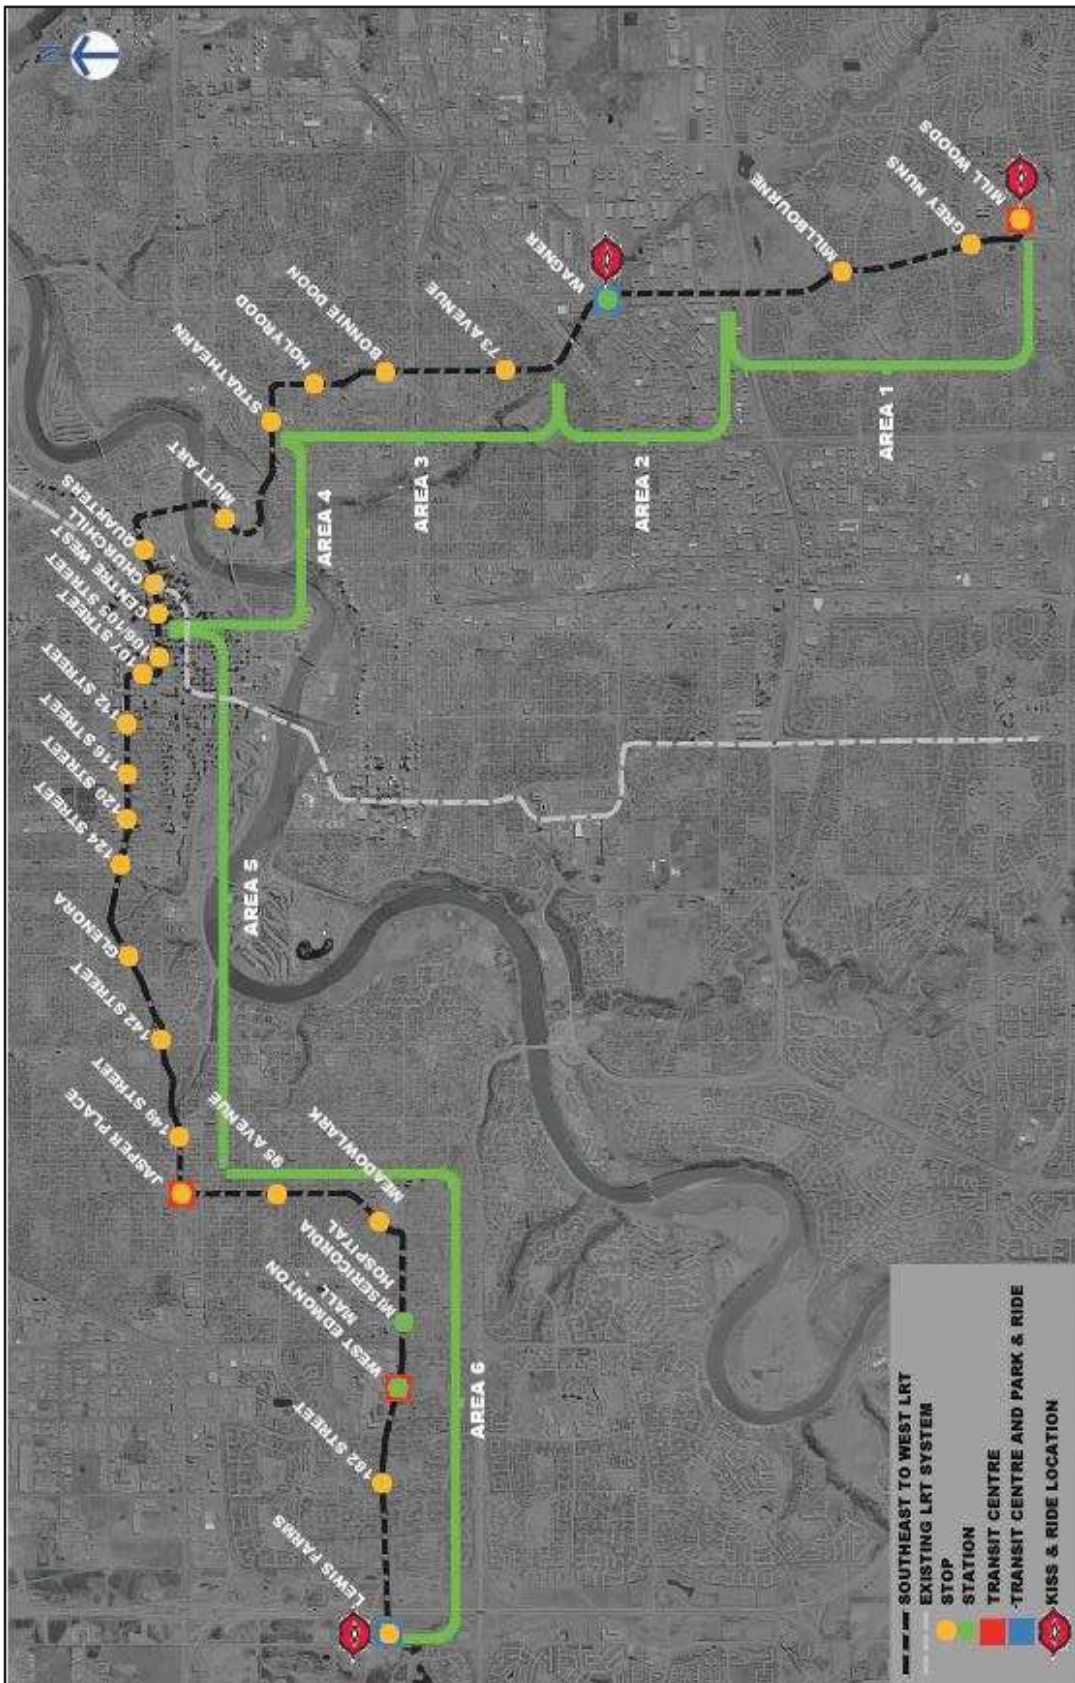 N
LEWIS FARMS
182 STREET
WEST EDMONTON
MALL
MISERICORDIA
HOSPITAL
MEADOWLARK
95 AVENUE
JASPER PLACE
149 STREET
142 STREET
GLENORA
124 STREET
120 STREET
116 STREET
112 STREET
107 STREET
106/105 STREET
CENTRE WEST
CHURCHILL
QUARTERS
MUTTART
STRATHEARN
HOLYROOD
BONNIE DOON
73 AVENUE
WAGNER
MILLBOURNE
GREY NUNS
MILL WOODS
AREA 6
AREA 5
AREA 4
AREA 3
AREA 2
AREA 1
SOUTHEAST TO WEST LRT
EXISTING LRT SYSTEM
STOP
STATION
TRANSIT CENTRE
TRANSIT CENTRE AND PARK & RIDE
KISS & RIDE LOCATION